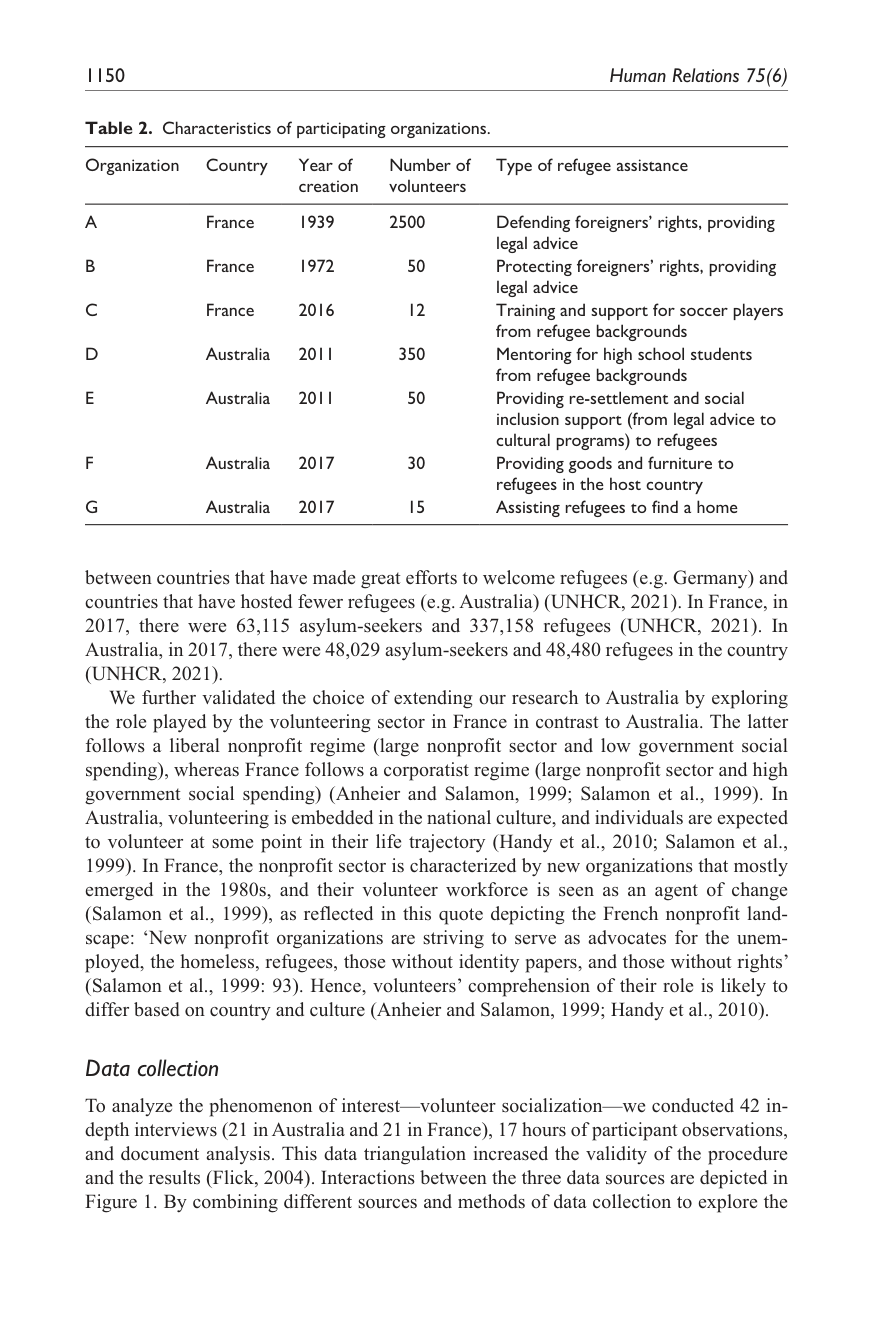 1150
Human Relations 75(6)
Table 2. Characteristics of participating organizations.
Organization Country Year of creation Number of volunteers Type of refugee assistance
A France 1939 2500 Defending foreigners’ rights, providing
legal advice
B France 1972 50 Protecting foreigners’ rights, providing
legal advice
C France 2016 12 Training and support for soccer players
from refugee backgrounds
D Australia 2011 350 Mentoring for high school students
from refugee backgrounds
E Australia 2011 50 Providing re-settlement and social
inclusion support (from legal advice to
cultural programs) to refugees
F Australia 2017 30 Providing goods and furniture to
refugees in the host country
G Australia 2017 15 Assisting refugees to find a home
between countries that have made great efforts to welcome refugees (e.g. Germany) and
countries that have hosted fewer refugees (e.g. Australia) (UNHCR, 2021). In France, in
2017, there were 63,115 asylum-seekers and 337,158 refugees (UNHCR, 2021). In
Australia, in 2017, there were 48,029 asylum-seekers and 48,480 refugees in the country
(UNHCR, 2021).
We further validated the choice of extending our research to Australia by exploring
the role played by the volunteering sector in France in contrast to Australia. The latter
follows a liberal nonprofit regime (large nonprofit sector and low government social
spending), whereas France follows a corporatist regime (large nonprofit sector and high
government social spending) (Anheier and Salamon, 1999; Salamon et al., 1999). In
Australia, volunteering is embedded in the national culture, and individuals are expected
to volunteer at some point in their life trajectory (Handy et al., 2010; Salamon et al.,
1999). In France, the nonprofit sector is characterized by new organizations that mostly
emerged in the 1980s, and their volunteer workforce is seen as an agent of change
(Salamon et al., 1999), as reflected in this quote depicting the French nonprofit land-
scape: ‘New nonprofit organizations are striving to serve as advocates for the unem-
ployed, the homeless, refugees, those without identity papers, and those without rights’
(Salamon et al., 1999: 93). Hence, volunteers’ comprehension of their role is likely to
differ based on country and culture (Anheier and Salamon, 1999; Handy et al., 2010).
Data collection
To analyze the phenomenon of interest—volunteer socialization—we conducted 42 in-
depth interviews (21 in Australia and 21 in France), 17 hours of participant observations,
and document analysis. This data triangulation increased the validity of the procedure
and the results (Flick, 2004). Interactions between the three data sources are depicted in
Figure 1. By combining different sources and methods of data collection to explore the